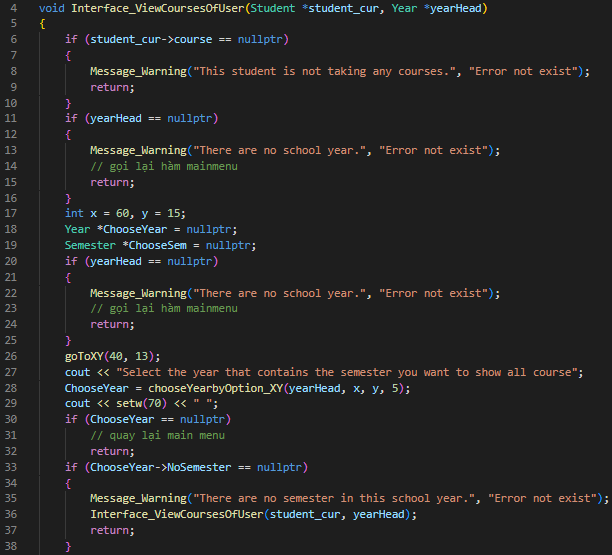 4 void Interface_ViewCoursesOfUser(Student *student_cur, Year *yearHead)
5 {
6     if (student_cur->course == nullptr)
7     {
8         Message_Warning("This student is not taking any courses.", "Error not exist");
9         return;
10     }
11     if (yearHead == nullptr)
12     {
13         Message_Warning("There are no school year.", "Error not exist");
14         // gọi lại hàm mainmenu
15         return;
16     }
17     int x = 60, y = 15;
18     Year *ChooseYear = nullptr;
19     Semester *ChooseSem = nullptr;
20     if (yearHead == nullptr)
21     {
22         Message_Warning("There are no school year.", "Error not exist");
23         // gọi lại hàm mainmenu
24         return;
25     }
26     goToXY(40, 13);
27     cout << "Select the year that contains the semester you want to show all course";
28     ChooseYear = chooseYearbyOption_XY(yearHead, x, y, 5);
29     cout << setw(70) << " ";
30     if (ChooseYear == nullptr)
31         // quay lại main menu
32         return;
33     if (ChooseYear->NoSemester == nullptr)
34     {
35         Message_Warning("There are no semester in this school year.", "Error not exist");
36         Interface_ViewCoursesOfUser(student_cur, yearHead);
37         return;
38     }